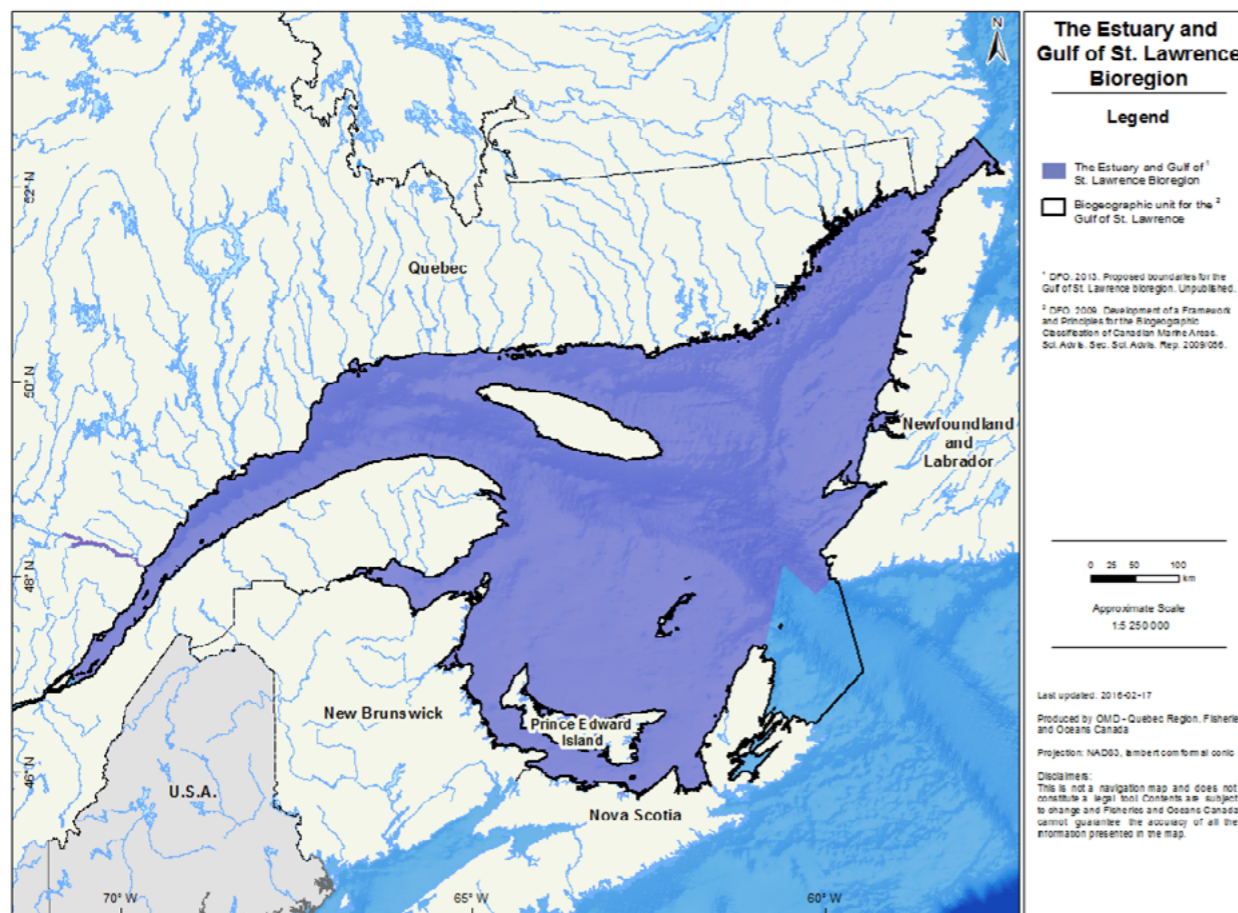 N
The Estuary and
Gulf of St. Lawrence
Bioregion
Legend
The Estuary and Gulf of ¹
St. Lawrence Bioregion
Biogeographic unit for the ²
Gulf of St. Lawrence
¹ DFO. 2013. Proposed boundaries for the
Gulf of St. Lawrence bioregion. Unpublished.
² DFO. 2009. Development of a Framework
and Principles for the Biogeographic
Classification of Canadian Marine Areas.
Sci. Advis. Sec. Sci. Advis. Rep. 2009/056.
0 25 50 100
km
Approximate Scale
1:5 250 000
Last updated: 2016-02-17
Produced by OMD - Quebec Region. Fisherie
and Oceans Canada
Projection: NAD83, lambert comformal conic
Disclaimers:
This is not a navigation map and does not
constitute a legal tool. Contents are subject
to change and Fisheries and Oceans Canada
cannot guarantee the accuracy of all the
information presented in the map.
52° N
50° N
48° N
46° N
Quebec
Newfoundland
and
Labrador
New Brunswick
Prince Edward
Island
U.S.A.
Nova Scotia
70° W
65° W
60° W